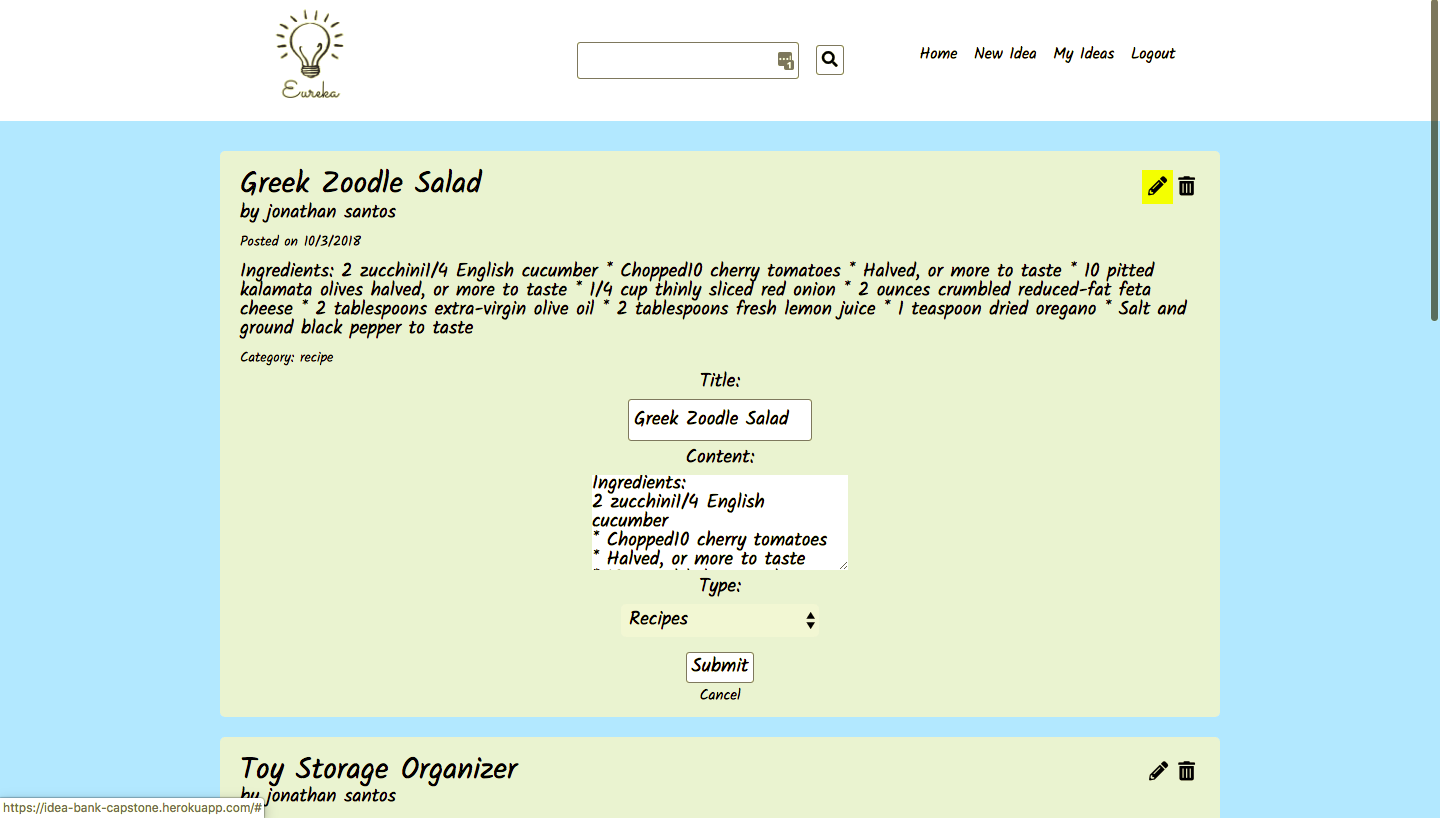 Eureka
1
Home New Idea My Ideas Logout
Greek Zoodle Salad
by jonathan santos
Posted on 10/3/2018
Ingredients: 2 zucchini1/4 English cucumber * Chopped10 cherry tomatoes * Halved, or more to taste * 10 pitted
kalamata olives halved, or more to taste * 1/4 cup thinly sliced red onion * 2 ounces crumbled reduced-fat feta
cheese * 2 tablespoons extra-virgin olive oil * 2 tablespoons fresh lemon juice * 1 teaspoon dried oregano * Salt and
ground black pepper to taste
Category: recipe
Title:
Greek Zoodle Salad
Content:
Ingredients:
2 zucchini1/4 English
cucumber
* Chopped10 cherry tomatoes
* Halved, or more to taste
Type:
Recipes
Submit
Cancel
Toy Storage Organizer
by jonathan santos
https://idea-bank-capstone.herokuapp.com/#